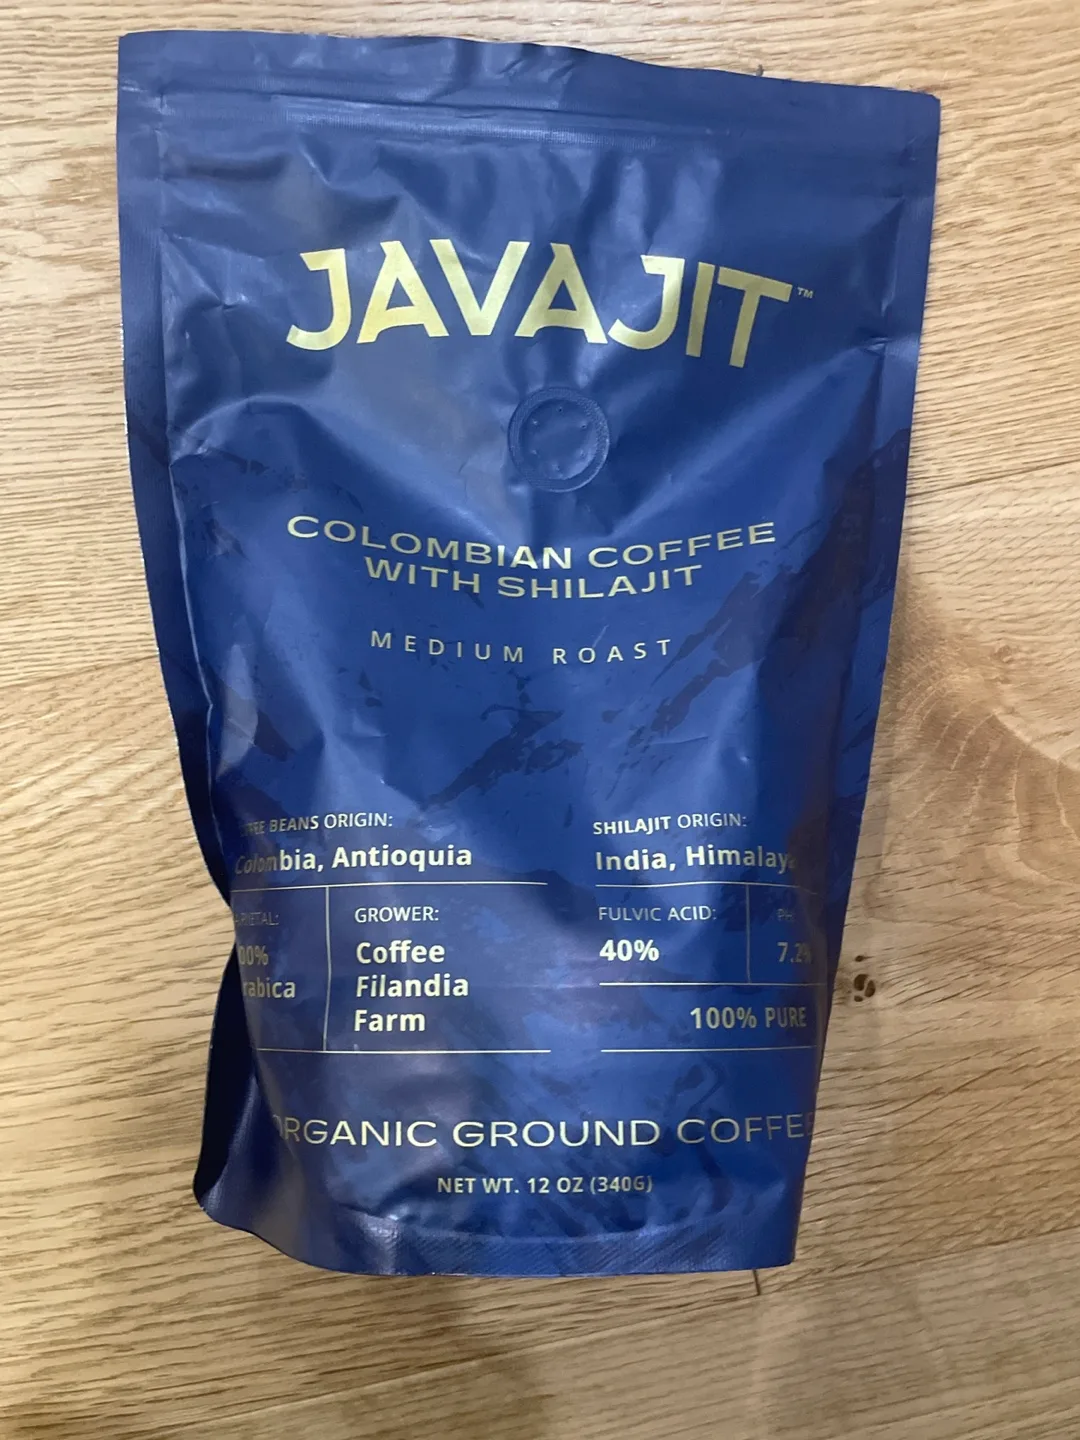 JAVAJIT™
COLOMBIAN COFFEE
WITH SHILAJIT
MEDIUM ROAST
BEANS ORIGIN:
Colombia, Antioquia
GROWER:
Coffee
Filandia
Farm
SHILAJIT ORIGIN:
India,
FULVIC ACID:
40%
PH:
100% PURE
ORGANIC GROUND COFFEE
NET WT. 12 OZ (340G)